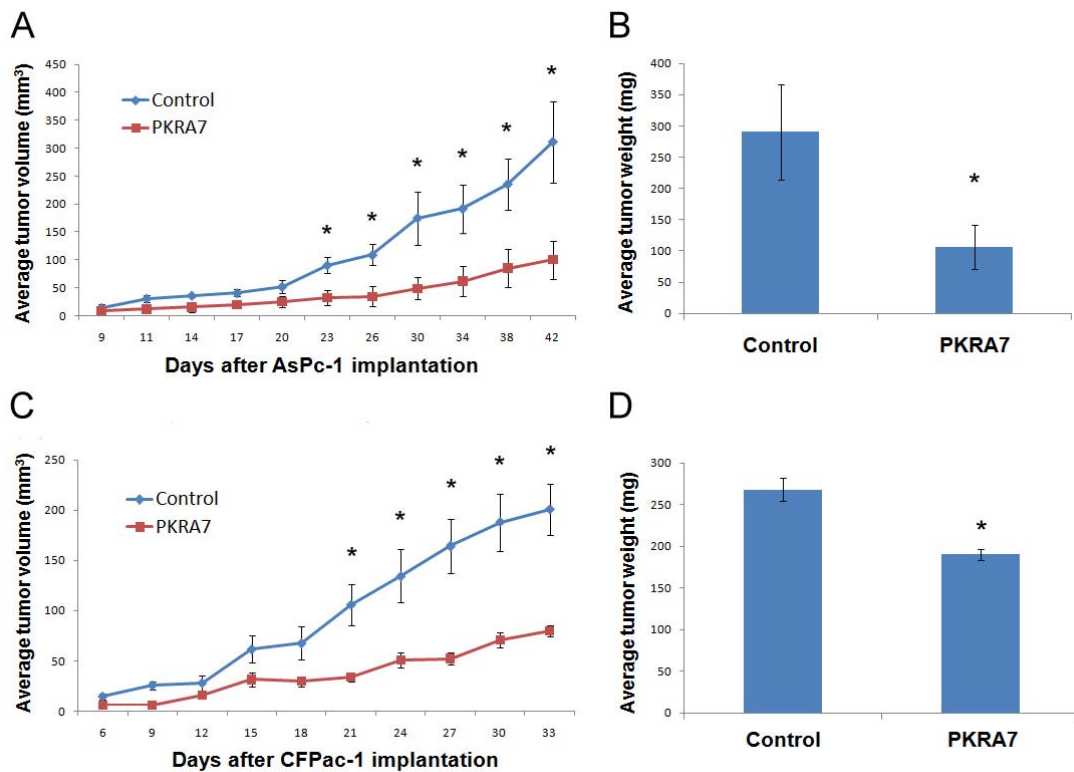 A
Average tumor volume (mm³)
450
400
350
300
250
200
150
100
50
0
Control
PKRA7
*
*
*
*
*
*
9 11 14 17 20 23 26 30 34 38 42
Days after AsPc-1 implantation
B
Average tumor weight (mg)
400
350
300
250
200
150
100
50
0
*
Control PKRA7
C
Average tumor volume (mm³)
250
200
150
100
50
0
Control
PKRA7
*
*
*
*
*
6 9 12 15 18 21 24 27 30 33
Days after CFPac-1 implantation
D
Average tumor weight (mg)
300
250
200
150
100
50
0
*
Control PKRA7